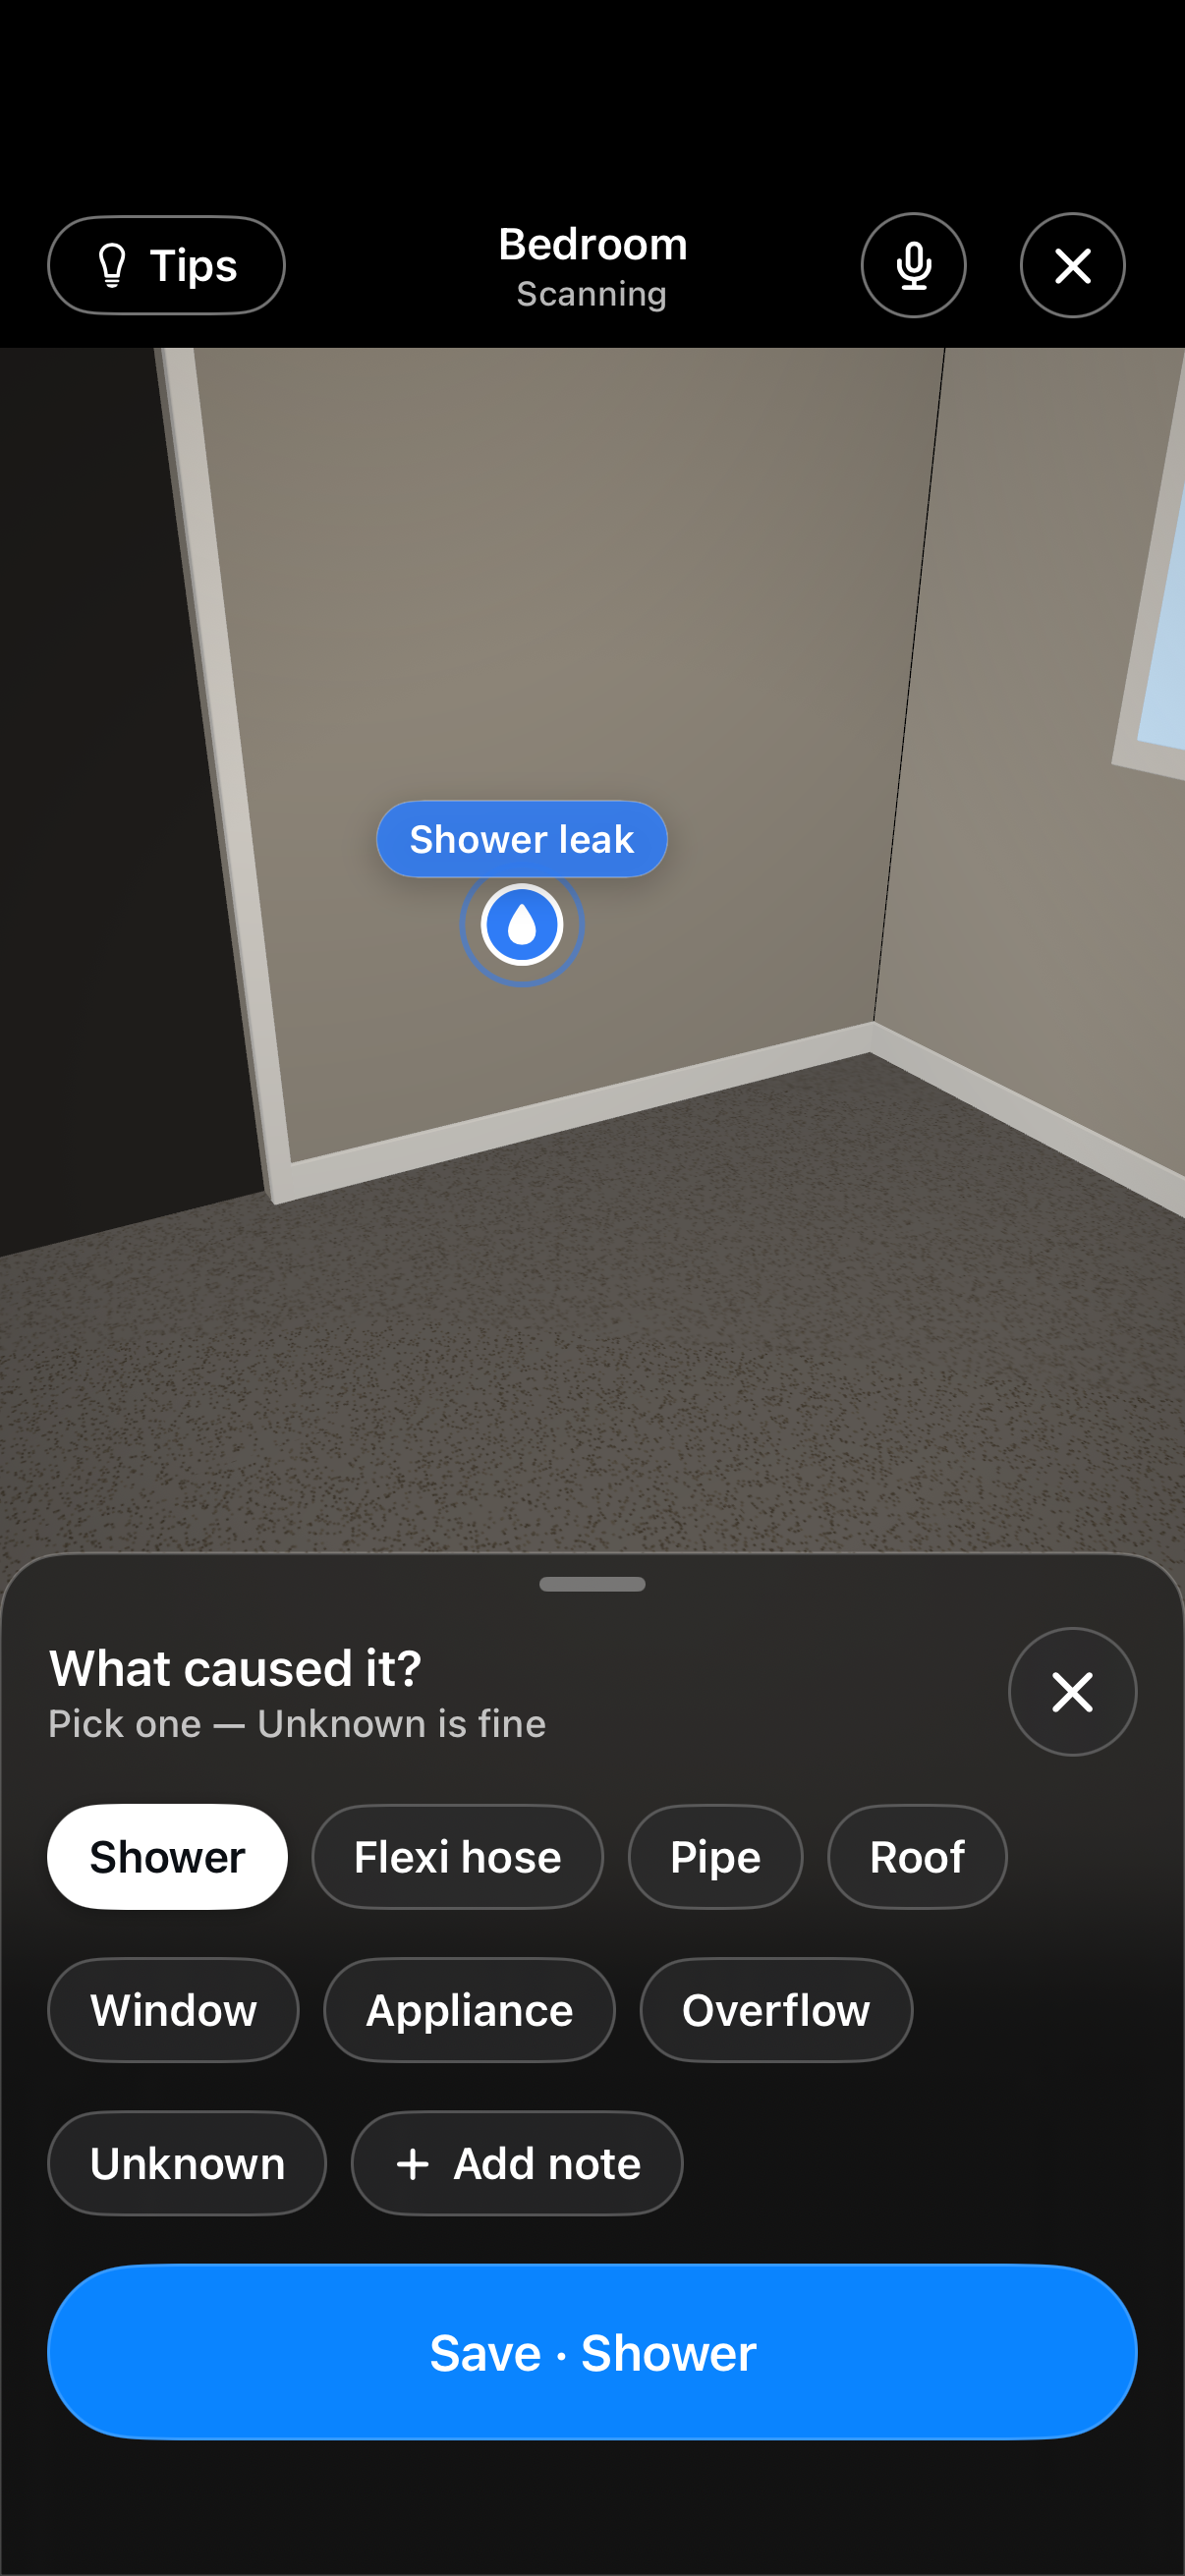 Tips
Bedroom
Scanning
Shower leak
What caused it?
Pick one — Unknown is fine
Shower
Flexi hose
Pipe
Roof
Window
Appliance
Overflow
Unknown
+ Add note
Save · Shower